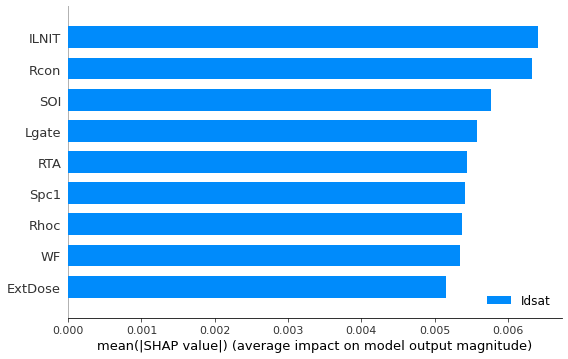 ILNIT
Rcon
SOI
Lgate
RTA
Spc1
Rhoc
WF
ExtDose
Idsat
0.000 0.001 0.002 0.003 0.004 0.005 0.006
mean(|SHAP value|) (average impact on model output magnitude)